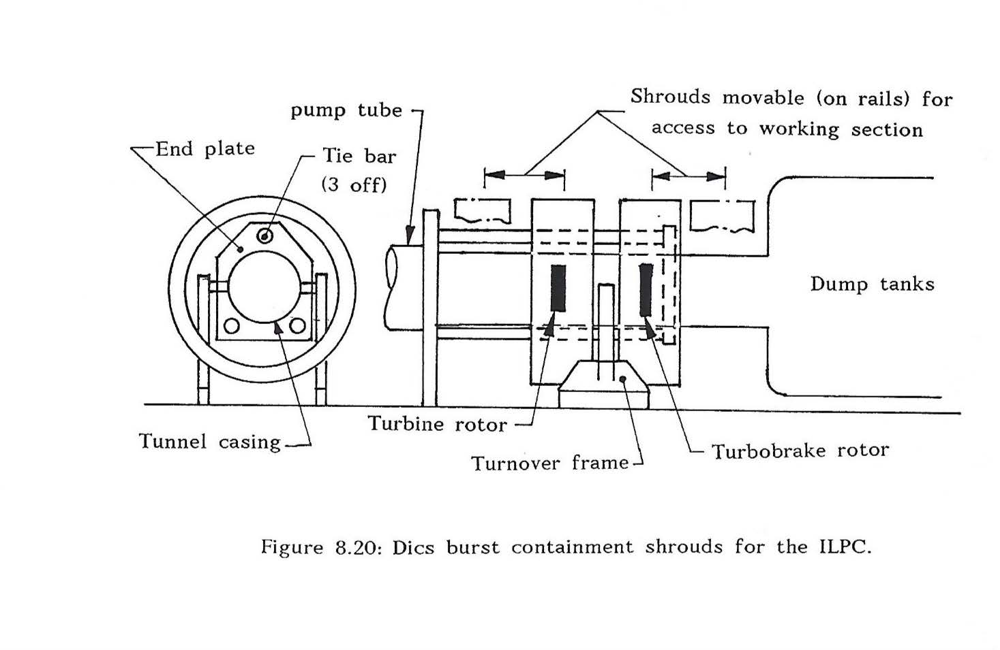 pump tube
Shrouds movable (on rails) for
access to working section
End plate
Tie bar
(3 off)
Dump tanks
Turbine rotor
Tunnel casing
Turnover frame
Turbobrake rotor
Figure 8.20: Dics burst containment shrouds for the ILPC.